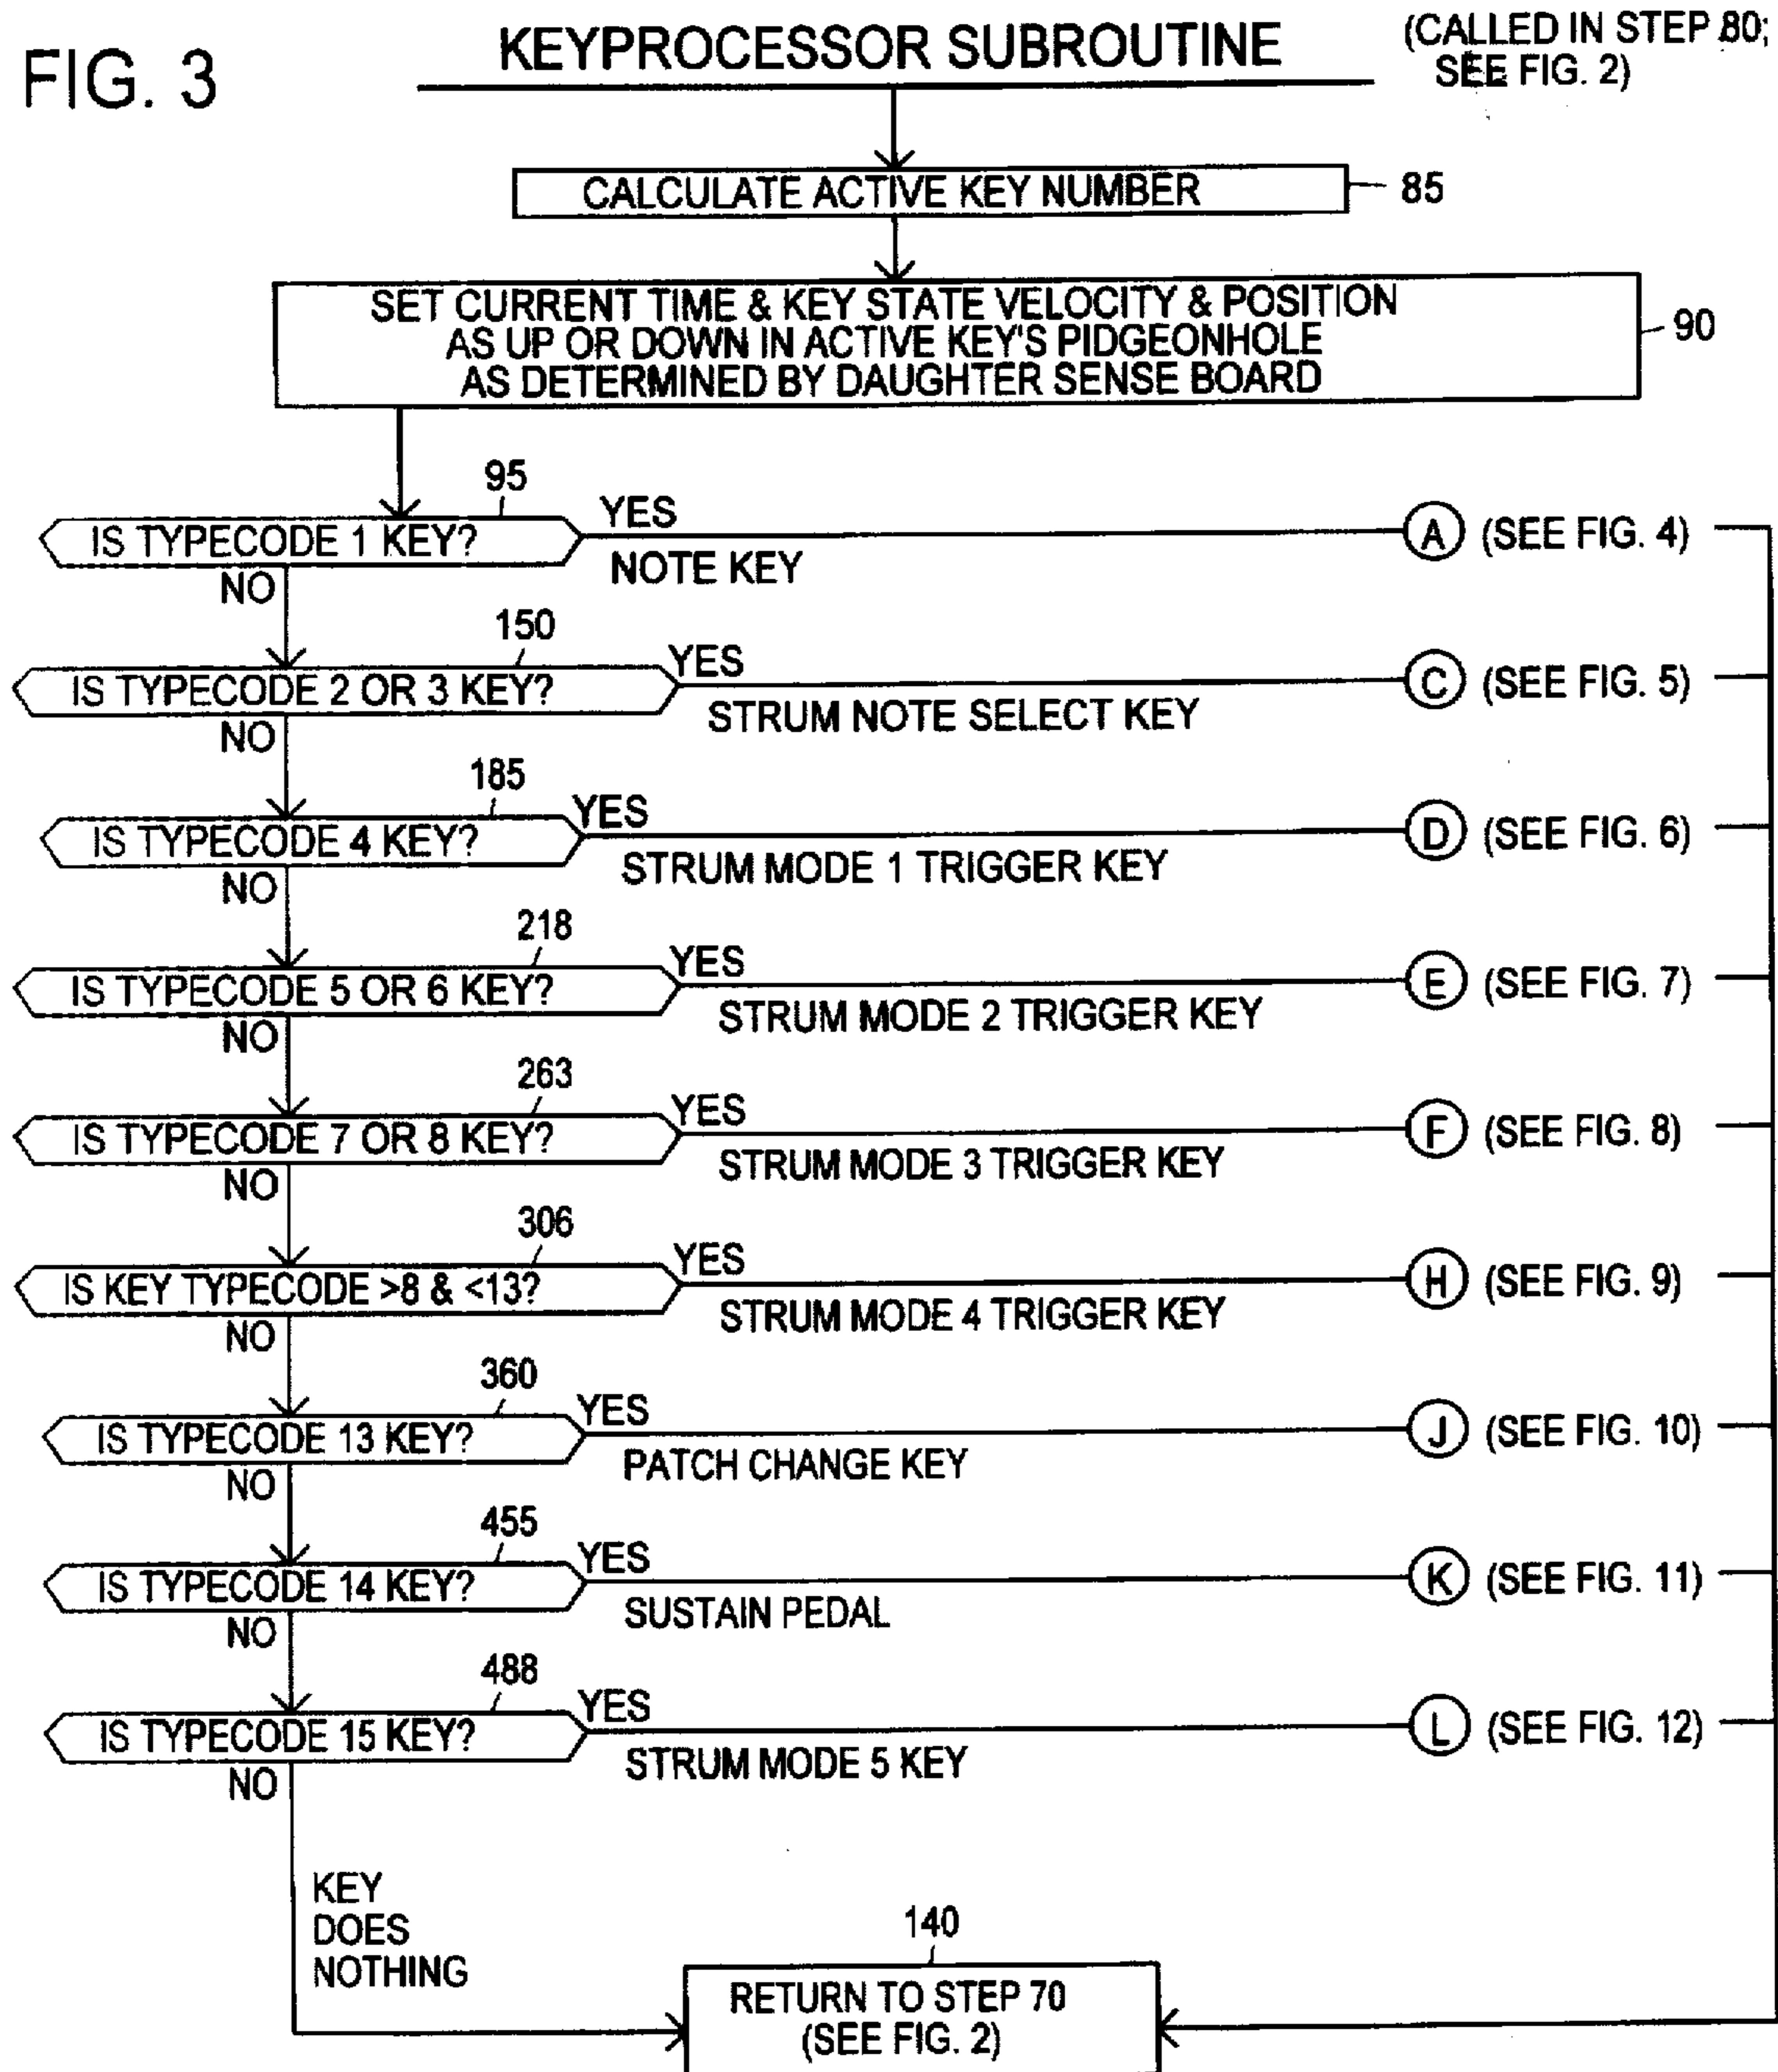 FIG. 3
KEYPROCESSOR SUBROUTINE
(CALLED IN STEP 80;
SEE FIG. 2)
CALCULATE ACTIVE KEY NUMBER
85
SET CURRENT TIME & KEY STATE VELOCITY & POSITION
AS UP OR DOWN IN ACTIVE KEY'S PIDGEONHOLE
AS DETERMINED BY DAUGHTER SENSE BOARD
90
95
IS TYPECODE 1 KEY?
YES
NOTE KEY
A (SEE FIG. 4)
NO
150
IS TYPECODE 2 OR 3 KEY?
YES
STRUM NOTE SELECT KEY
C (SEE FIG. 5)
NO
185
IS TYPECODE 4 KEY?
YES
STRUM MODE 1 TRIGGER KEY
D (SEE FIG. 6)
NO
218
IS TYPECODE 5 OR 6 KEY?
YES
STRUM MODE 2 TRIGGER KEY
E (SEE FIG. 7)
NO
263
IS TYPECODE 7 OR 8 KEY?
YES
STRUM MODE 3 TRIGGER KEY
F (SEE FIG. 8)
NO
306
IS KEY TYPECODE >8 & <13?
YES
STRUM MODE 4 TRIGGER KEY
H (SEE FIG. 9)
NO
360
IS TYPECODE 13 KEY?
YES
PATCH CHANGE KEY
J (SEE FIG. 10)
NO
455
IS TYPECODE 14 KEY?
YES
SUSTAIN PEDAL
K (SEE FIG. 11)
NO
488
IS TYPECODE 15 KEY?
YES
STRUM MODE 5 KEY
L (SEE FIG. 12)
NO
KEY
DOES
NOTHING
140
RETURN TO STEP 70
(SEE FIG. 2)